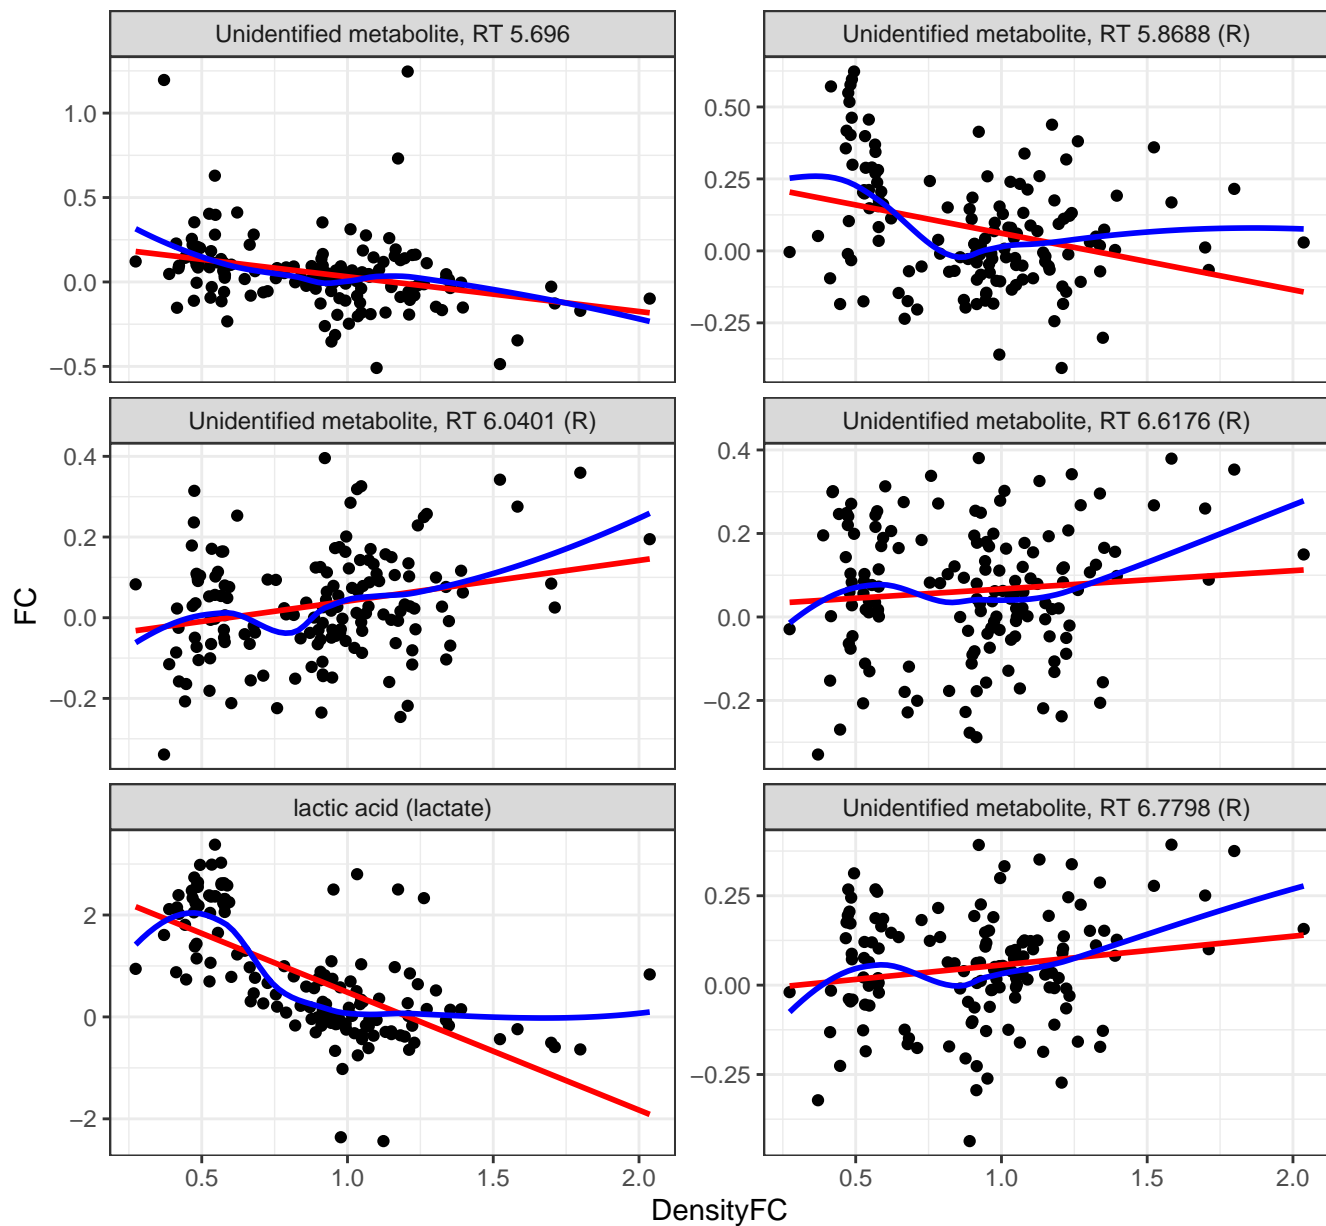 Unidentified metabolite, RT 5.696
Unidentified metabolite, RT 5.8688 (R)
1.0
0.5
0.0
−0.5
0.50
0.25
0.00
−0.25
Unidentified metabolite, RT 6.0401 (R)
Unidentified metabolite, RT 6.6176 (R)
0.4
0.2
0.0
−0.2
0.4
0.2
0.0
−0.2
FC
lactic acid (lactate)
Unidentified metabolite, RT 6.7798 (R)
2
0
−2
0.25
0.00
−0.25
0.5 1.0 1.5 2.0
0.5 1.0 1.5 2.0
DensityFC